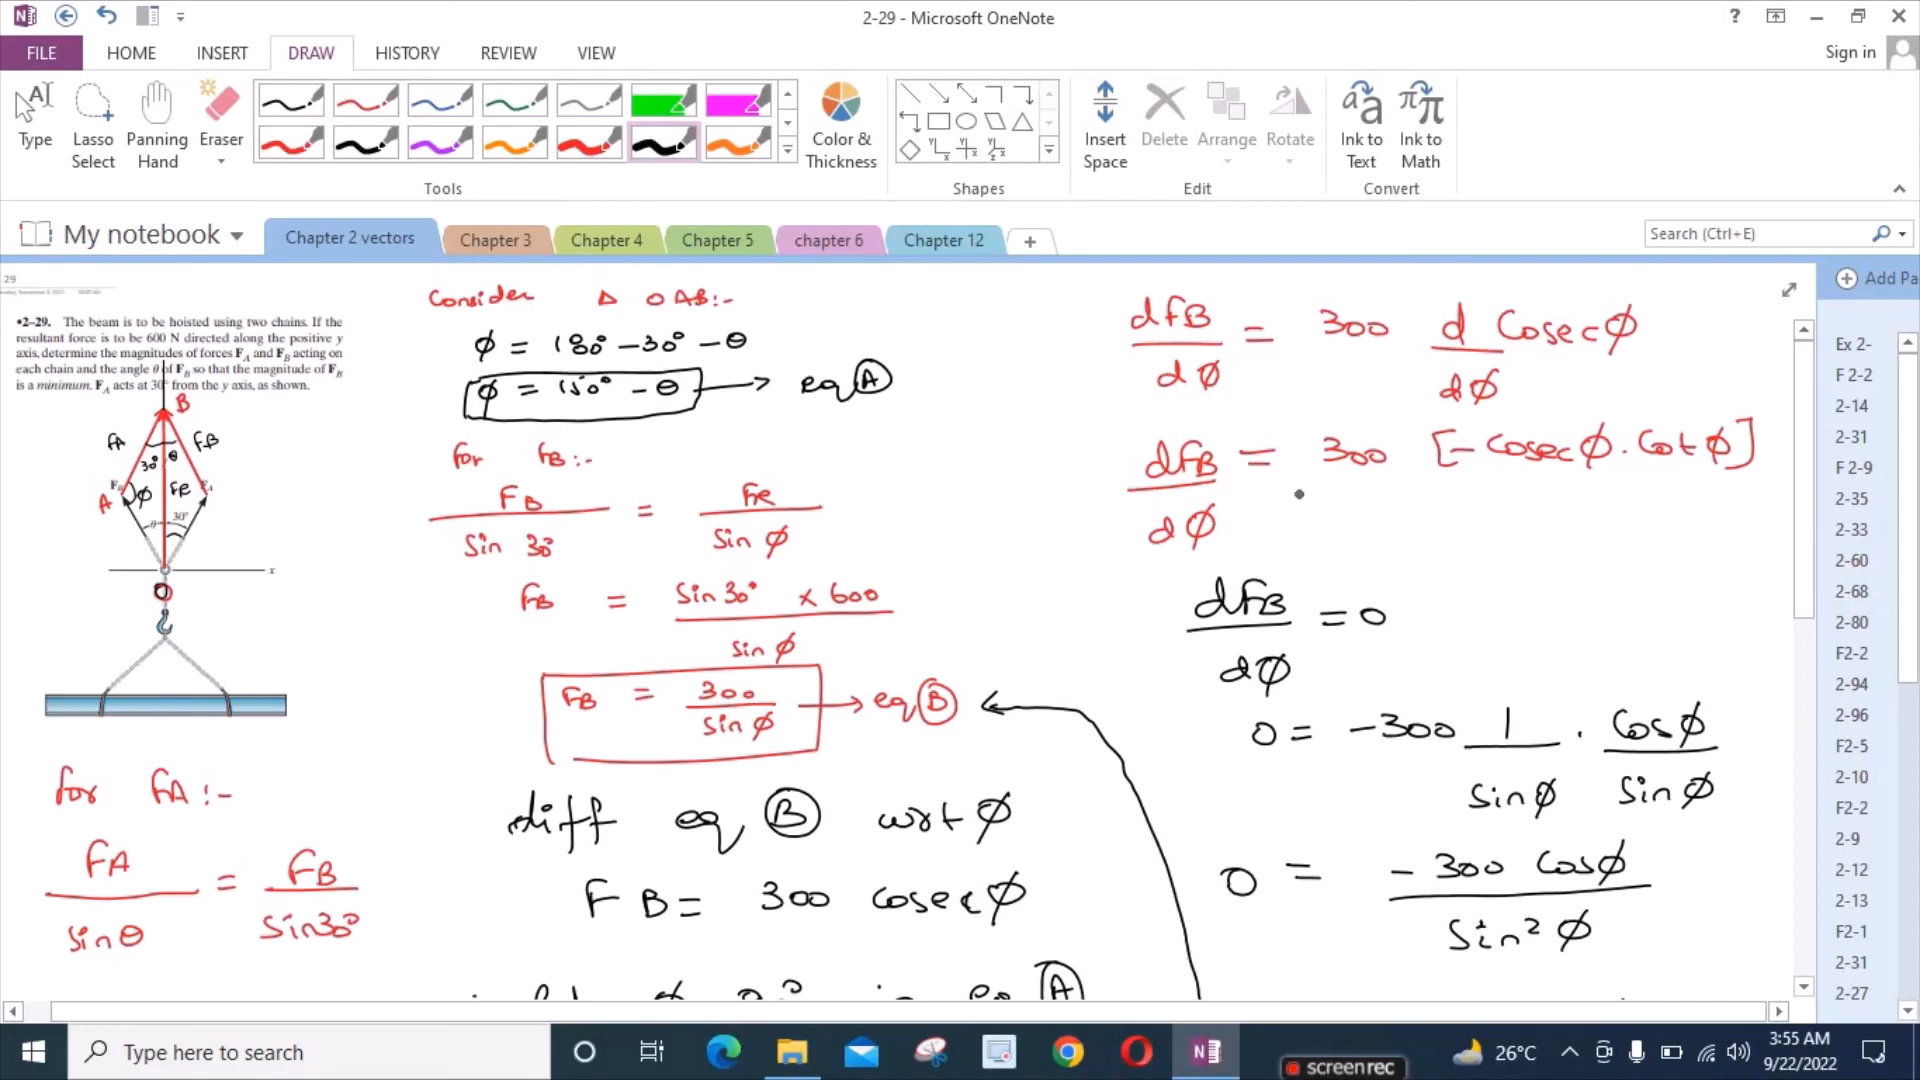 2-29 - Microsoft OneNote
?
FILE HOME INSERT DRAW HISTORY REVIEW VIEW
Sign in
Type
Lasso Select
Panning Hand
Eraser
Color & Thickness
Insert Space
Delete
Arrange
Rotate
Ink to Text
Ink to Math
Tools
Shapes
Edit
Convert
My notebook
Chapter 2 vectors
Chapter 3
Chapter 4
Chapter 5
chapter 6
Chapter 12
+
Search (Ctrl+E)
29
•2–29. The beam is to be hoisted using two chains. If the
resultant force is to be 600 N directed along the positive y
axis, determine the magnitudes of forces F_A and F_B acting on
each chain and the angle θ of F_B so that the magnitude of F_B
is a minimum. F_A acts at 30° from the y axis, as shown.
B
FA
FB
30°
θ
A
ϕ
FR
θ
30°
x
O
for FA :-
FA / sinθ = FB / sin30°
Consider Δ OAB:-
ϕ = 180° - 30° - θ
ϕ = 150° - θ → eq A
for FB:-
FB / Sin 30° = FR / Sin ϕ
FB = Sin30° × 600 / sin ϕ
FB = 300 / sin ϕ → eq B
diff eq B wrt ϕ
FB = 300 cosec ϕ
dFB / dϕ = 300 d / dϕ Cosec ϕ
dFB / dϕ = 300 [- cosec ϕ . cot ϕ]
dFB / dϕ = 0
0 = -300 1 / sin ϕ . cos ϕ / sin ϕ
0 = - 300 cos ϕ / Sin² ϕ
Add Pa
Ex 2-
F 2-2
2-14
2-31
F 2-9
2-35
2-33
2-60
2-68
2-80
F2-2
2-94
2-96
F2-5
2-10
F2-2
2-9
2-12
2-13
F2-1
2-31
2-27
Type here to search
screenrec
26°C
3:55 AM
9/22/2022